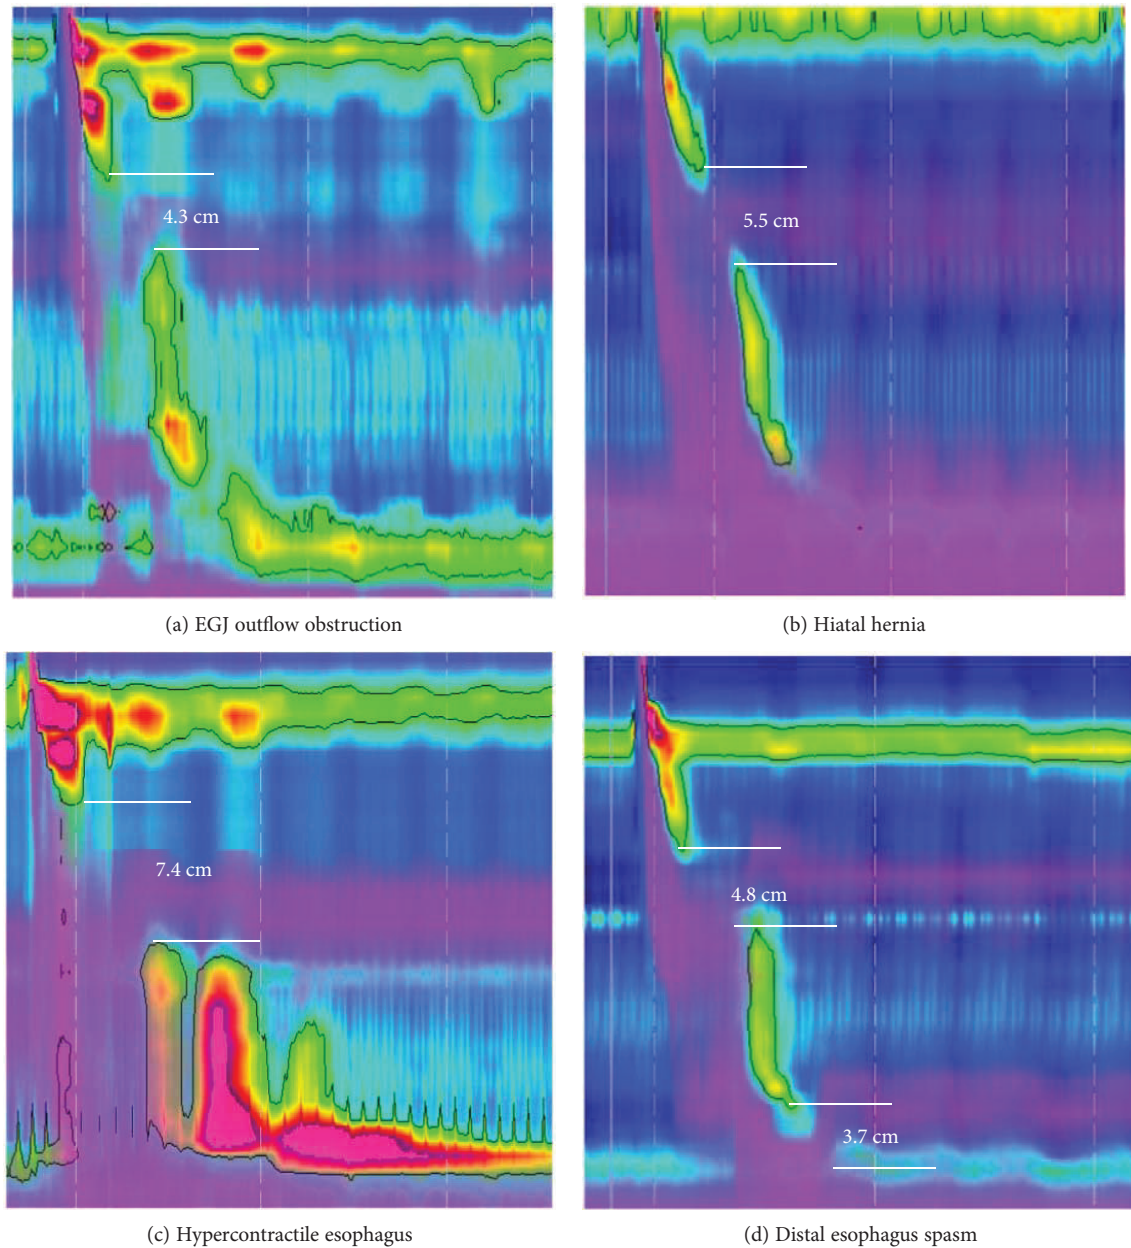 4.3 cm
5.5 cm
(a) EGJ outflow obstruction
(b) Hiatal hernia
7.4 cm
4.8 cm
3.7 cm
(c) Hypercontractile esophagus
(d) Distal esophagus spasm